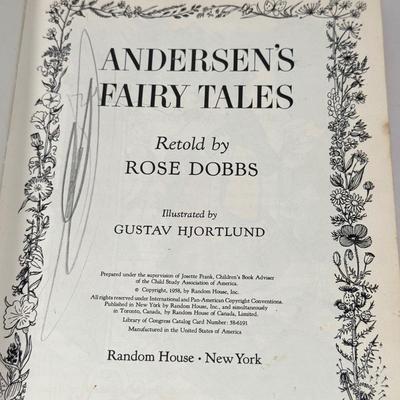 ANDERSEN'S
FAIRY TALES
Retold by
ROSE DOBBS
Illustrated by
GUSTAV HJORTLUND
Prepared under the supervision of Josette Frank, Children's Book Adviser
of the Child Study Association of America.
© Copyright, 1958, by Random House, Inc.
All rights reserved under International and Pan-American Copyright Conventions.
Published in New York by Random House, Inc., and simultaneously
in Toronto, Canada, by Random House of Canada, Limited.
Library of Congress Catalog Card Number: 58-6191
Manufactured in the United States of America
Random House · New York